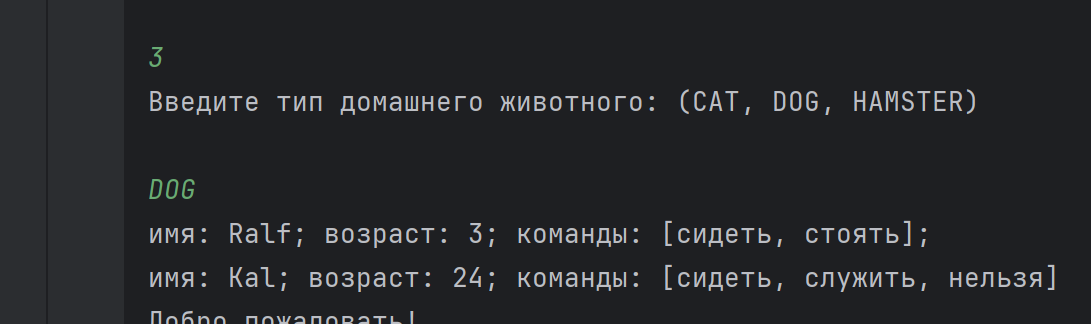 3
Введите тип домашнего животного: (CAT, DOG, HAMSTER)
DOG
имя: Ralf; возраст: 3; команды: [сидеть, стоять];
имя: Kal; возраст: 24; команды: [сидеть, служить, нельзя]
Добро пожаловать!